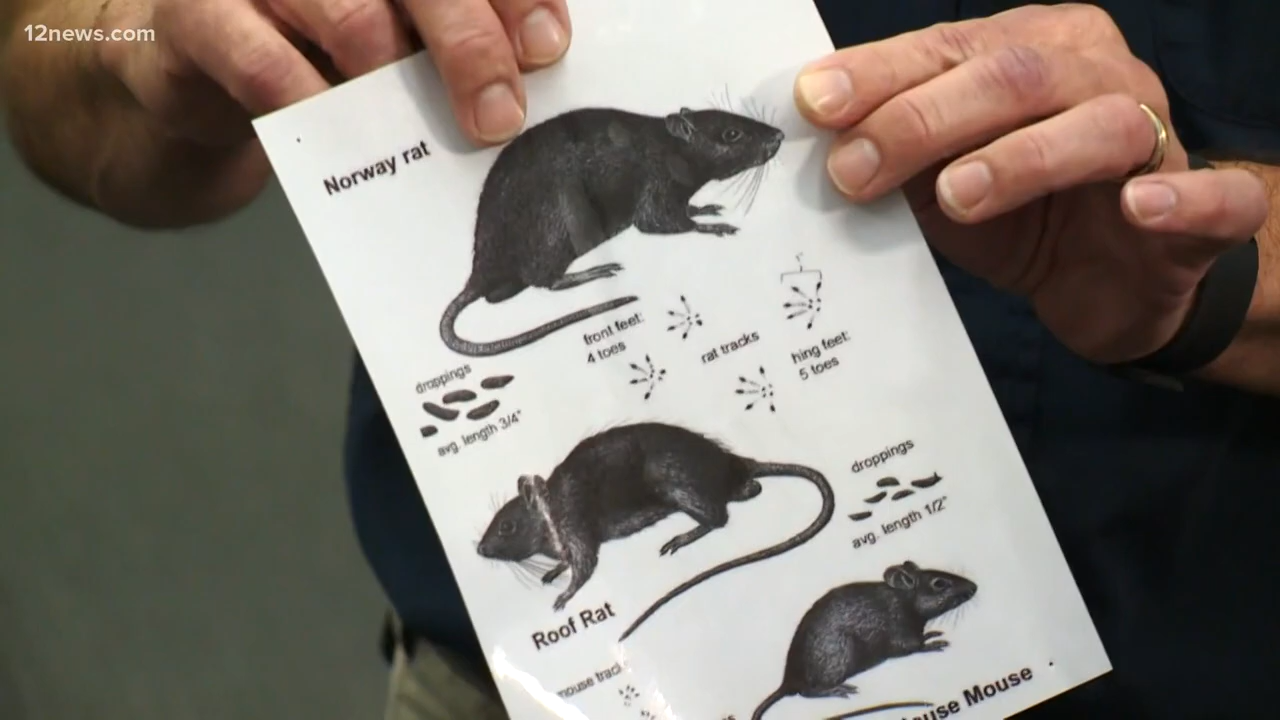 12news.com
Norway rat
front feet:
4 toes
rat tracks
hing feet:
5 toes
droppings
avg. length 3/4"
droppings
avg. length 1/2"
Roof Rat
mouse
Mouse